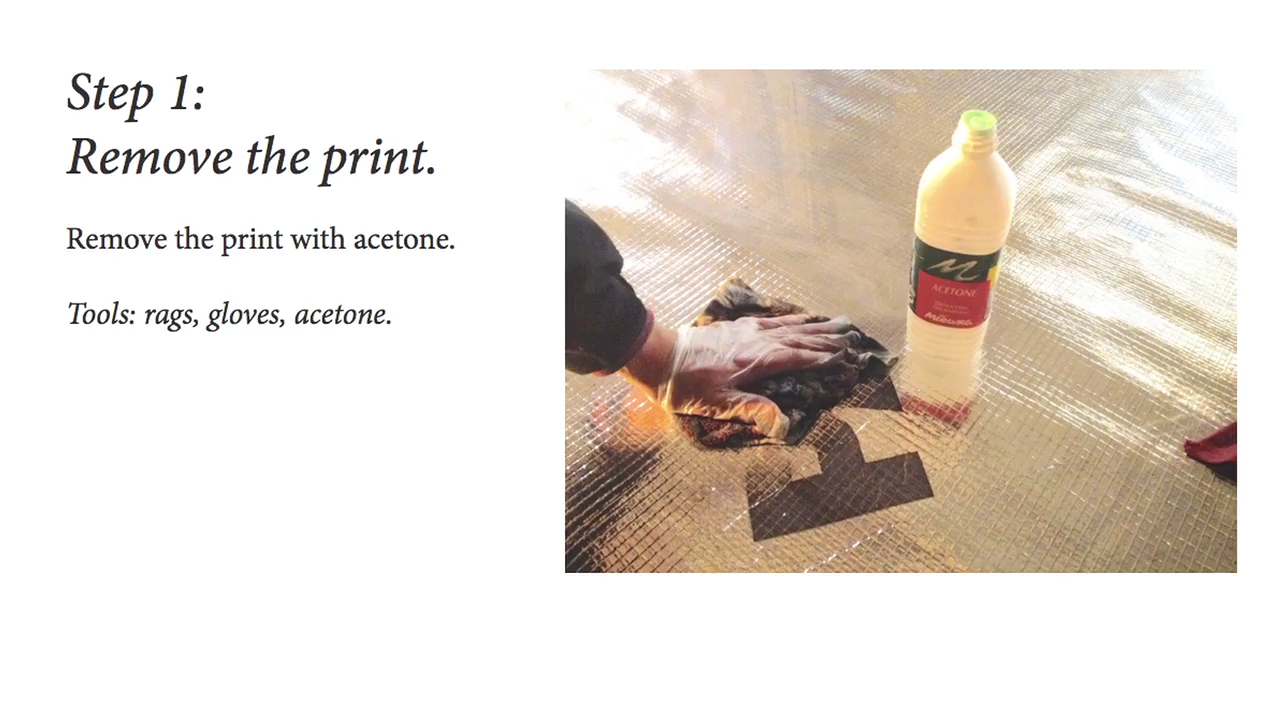 Step 1:
Remove the print.
Remove the print with acetone.
Tools: rags, gloves, acetone.
M
ACETONE